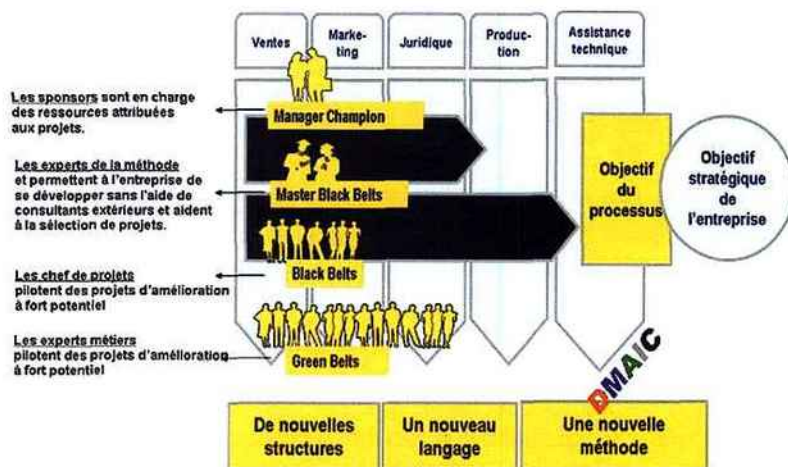 Ventes
Marke-
ting
Juridique
Produc-
tion
Assistance
technique
Les sponsors sont en charge
des ressources attribuées
aux projets.
Manager Champion
Les experts de la méthode
et permettent à l'entreprise de
se développer sans l'aide de
consultants extérieurs et aident
à la sélection de projets.
Master Black Belts
Objectif
du
processus
Objectif
stratégique
de
l'entreprise
Les chef de projets
pilotent des projets d'amélioration
à fort potentiel
Black Belts
Les experts métiers
pilotent des projets d'amélioration
à fort potentiel
Green Belts
DMAIC
De nouvelles
structures
Un nouveau
langage
Une nouvelle
méthode